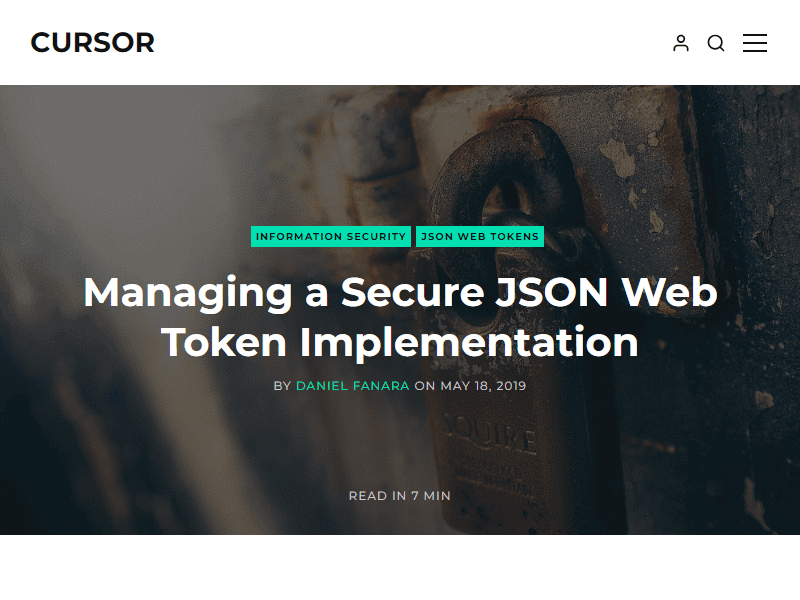 CURSOR
INFORMATION SECURITY JSON WEB TOKENS
Managing a Secure JSON Web
Token Implementation
BY DANIEL FANARA ON MAY 18, 2019
SQUIRE
READ IN 7 MIN